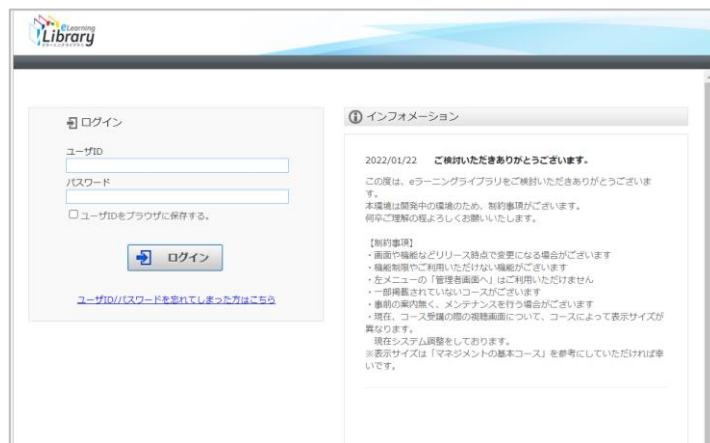 eLearning
Library
eラーニングライブラリ
ログイン
ユーザID
パスワード
ユーザIDをブラウザに保存する。
ログイン
ユーザID/パスワードを忘れてしまった方はこちら
インフォメーション
2022/01/22 ご検討いただきありがとうございます。
この度は、eラーニングライブラリをご検討いただきありがとうございま
す。
本環境は開発中の環境のため、制約事項がございます。
何卒ご理解の程よろしくお願いいたします。
【制約事項】
・画面や機能などリリース時点で変更になる場合がございます
・機能制限やご利用いただけない機能がございます
・左メニューの「管理者画面へ」はご利用いただけません
・一部掲載されていないコースがございます
・事前の案内無く、メンテナンスを行う場合がございます
・現在、コース受講の際の視聴画面について、コースによって表示サイズが
異なります。
現在システム調整をしております。
※表示サイズは「マネジメントの基本コース」を参考にしていただければ幸
いです。